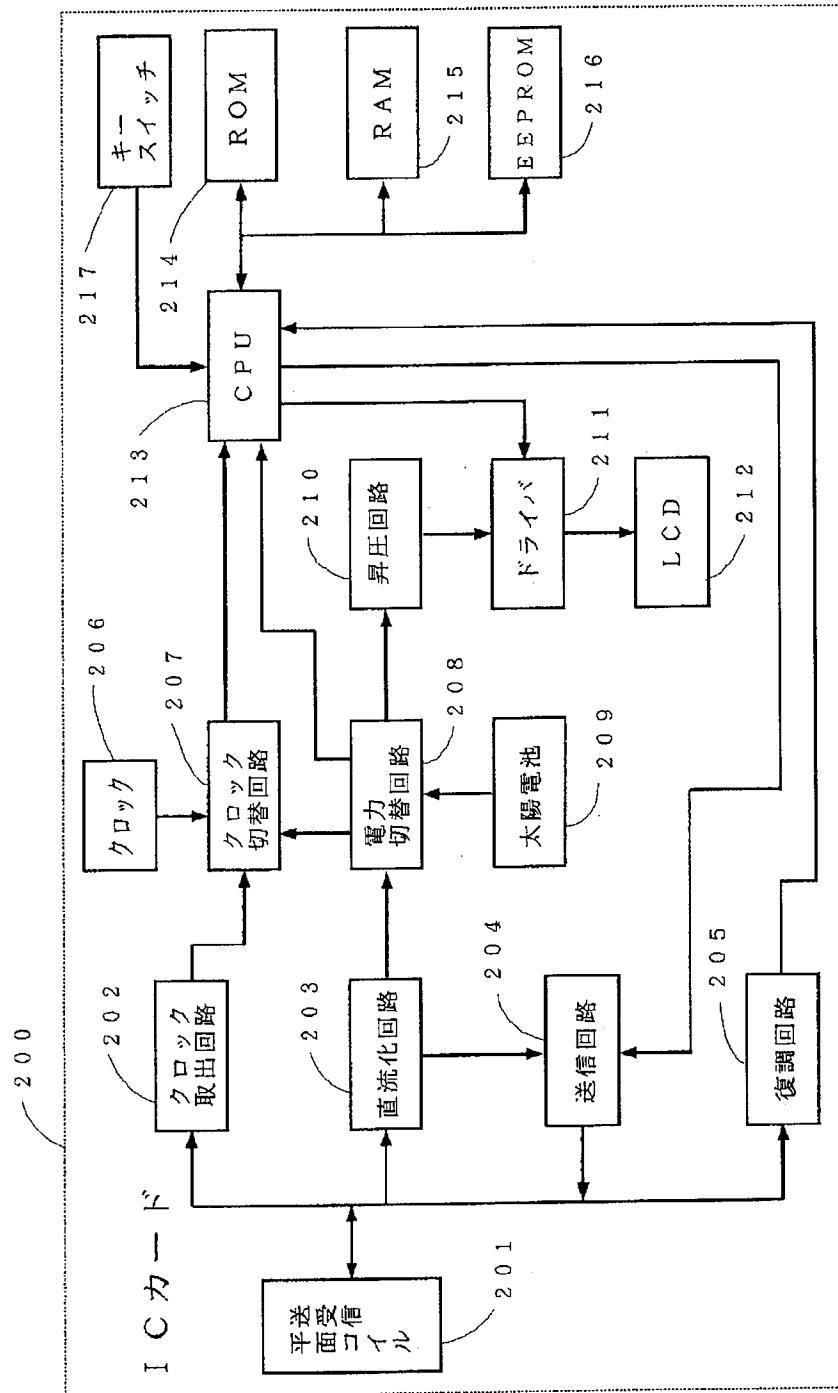 200
ICカード
平面
送受信
コイル
201
クロック
取出回路
202
直流化回路
203
送信回路
204
復調回路
205
クロック
206
クロック
切替回路
207
電力
切替回路
208
太陽電池
209
昇圧回路
210
ドライバ
211
LCD
212
CPU
213
キー
スイッチ
217
ROM
214
RAM
215
EEPROM
216